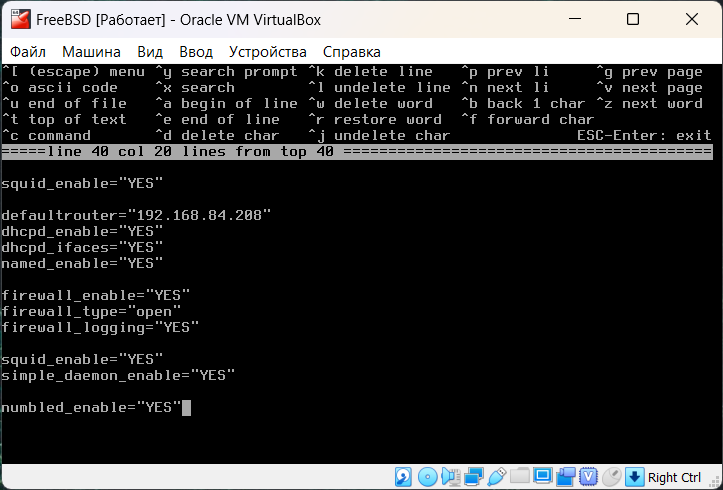 FreeBSD [Работает] - Oracle VM VirtualBox
Файл Машина Вид Ввод Устройства Справка
^[ (escape) menu ^y search prompt ^k delete line ^p prev li ^g prev page
^o ascii code ^x search ^l undelete line ^n next li ^v next page
^u end of file ^a begin of line ^w delete word ^b back 1 char ^z next word
^t top of text ^e end of line ^r restore word ^f forward char
^c command ^d delete char ^j undelete char ESC-Enter: exit
=====line 40 col 20 lines from top 40 =========================================
squid_enable="YES"
defaultrouter="192.168.84.208"
dhcpd_enable="YES"
dhcpd_ifaces="YES"
named_enable="YES"
firewall_enable="YES"
firewall_type="open"
firewall_logging="YES"
squid_enable="YES"
simple_daemon_enable="YES"
numbled_enable="YES"
Right Ctrl